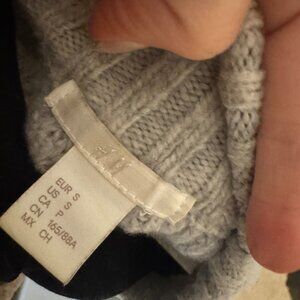 H&M
EUR S
US S
CA P
CN 165/88A
MX CH